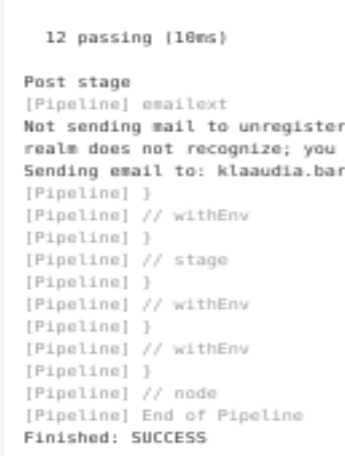 12 passing (10ms)
Post stage
[Pipeline] emailext
Not sending mail to unregister
realm does not recognize; you
Sending email to: klaaudia.bar
[Pipeline] }
[Pipeline] // withEnv
[Pipeline] }
[Pipeline] // stage
[Pipeline] }
[Pipeline] // withEnv
[Pipeline] }
[Pipeline] // withEnv
[Pipeline] }
[Pipeline] // node
[Pipeline] End of Pipeline
Finished: SUCCESS